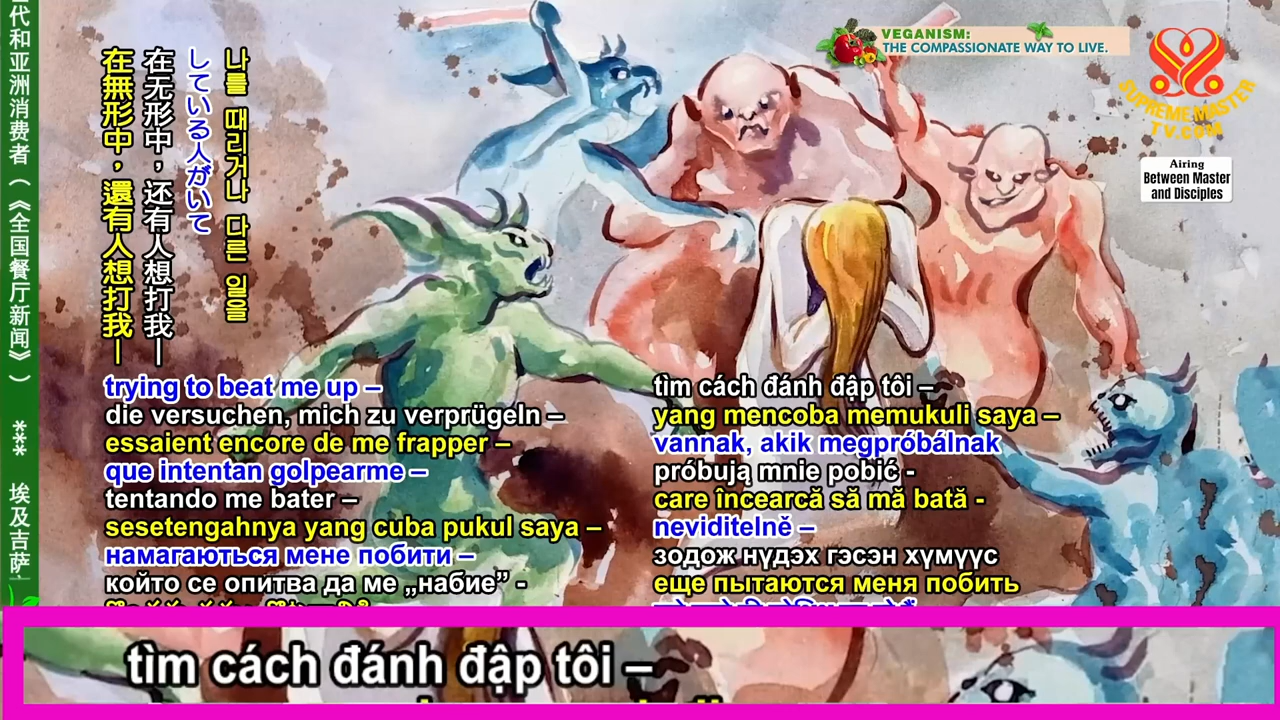 代和亚洲消费者（《全国餐厅新闻》） *** 埃及吉萨
在無形中，還有人想打我—
在无形中，还有人想打我—
している人がいて
나를 때리거나 다른 일을
VEGANISM:
THE COMPASSIONATE WAY TO LIVE.
SUPREME MASTER
TV.COM
Airing
Between Master
and Disciples
trying to beat me up –
die versuchen, mich zu verprügeln –
essaient encore de me frapper –
que intentan golpearme –
tentando me bater –
sesetengahnya yang cuba pukul saya –
намагаються мене побити –
който се опитва да ме „набие” -
tìm cách đánh đập tôi –
yang mencoba memukuli saya –
vannak, akik megpróbálnak
próbują mnie pobić -
care încearcă să mă bată -
neviditelně –
зодож нүдэх гэсэн хүмүүс
еще пытаются меня побить
tìm cách đánh đập tôi –